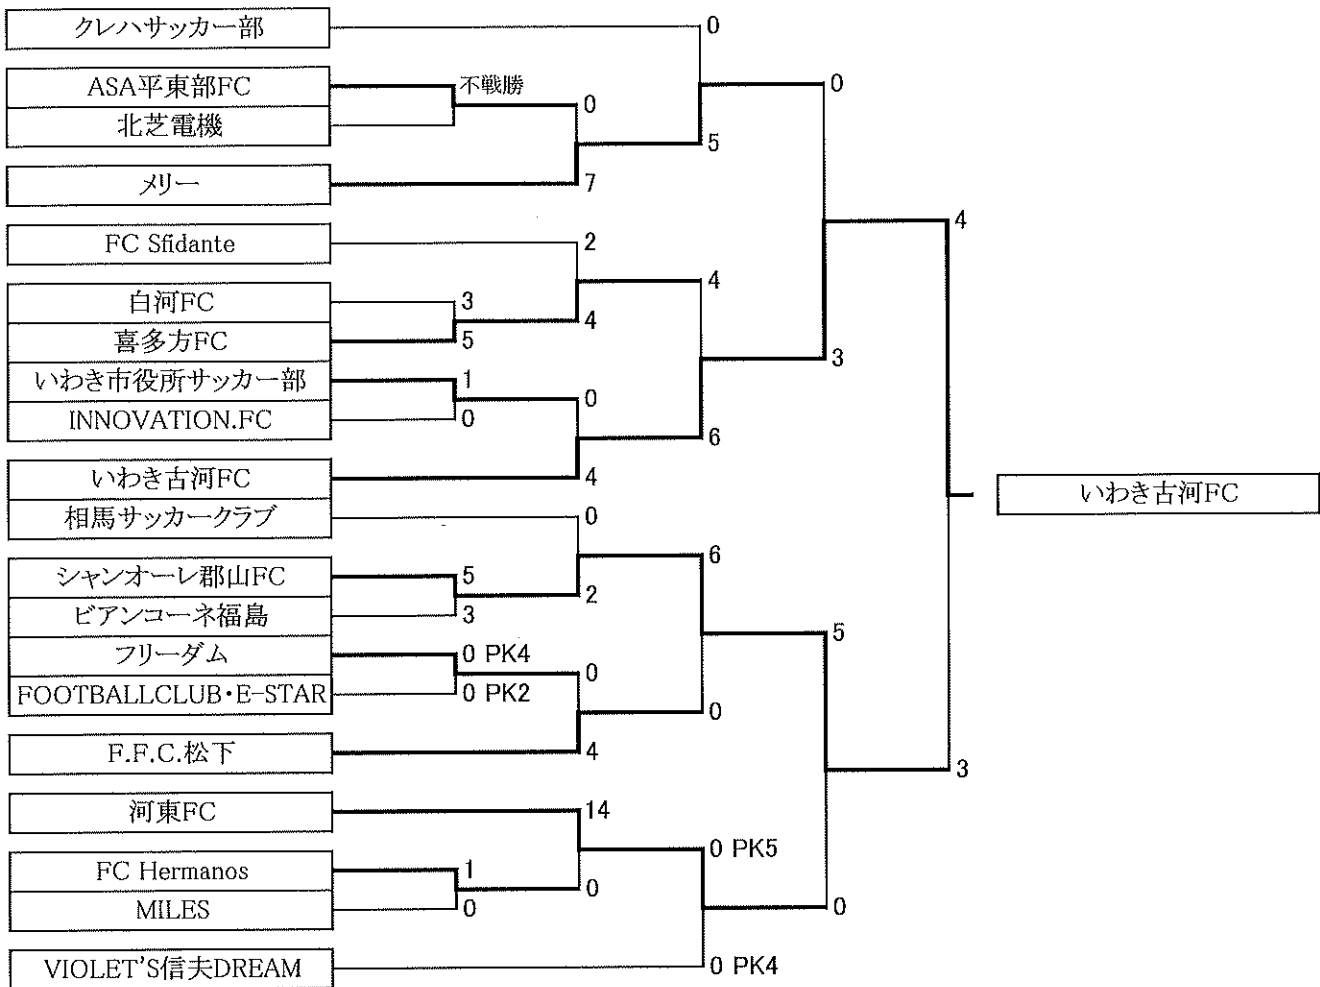 クレハサッカー部
0
ASA平東部FC
不戦勝
0
0
北芝電機
5
メリー
7
4
FC Sfidante
2
4
白河FC
3
4
喜多方FC
5
3
いわき市役所サッカー部
1
0
INNOVATION.FC
0
6
いわき古河FC
4
いわき古河FC
相馬サッカークラブ
0
6
シャンオーレ郡山FC
5
2
ビアンコーネ福島
3
5
フリーダム
0 PK4
0
FOOTBALLCLUB・E-STAR
0 PK2
0
F.F.C.松下
4
3
河東FC
14
0 PK5
FC Hermanos
1
0
MILES
0
0
VIOLET'S信夫DREAM
0 PK4